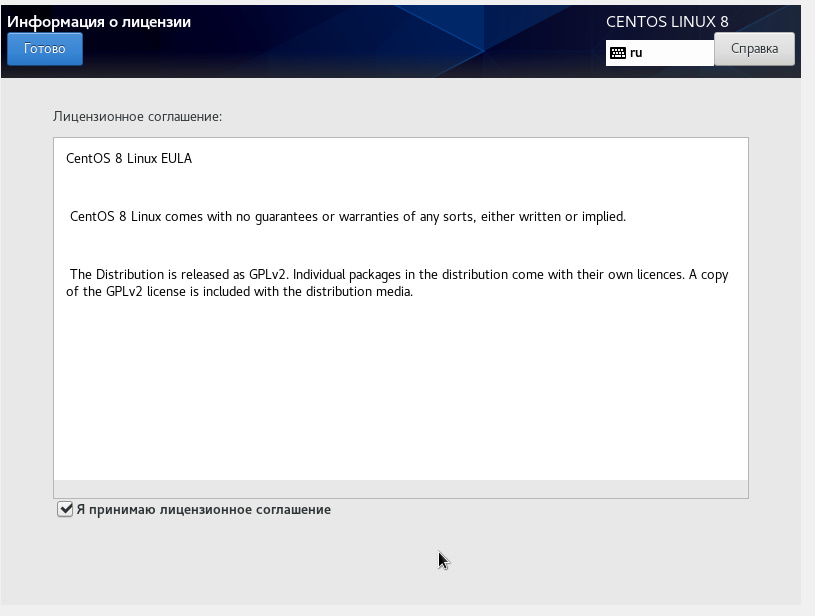 Информация о лицензии
CENTOS LINUX 8
Готово
ru
Справка
Лицензионное соглашение:
CentOS 8 Linux EULA
CentOS 8 Linux comes with no guarantees or warranties of any sorts, either written or implied.
The Distribution is released as GPLv2. Individual packages in the distribution come with their own licences. A copy
of the GPLv2 license is included with the distribution media.
Я принимаю лицензионное соглашение